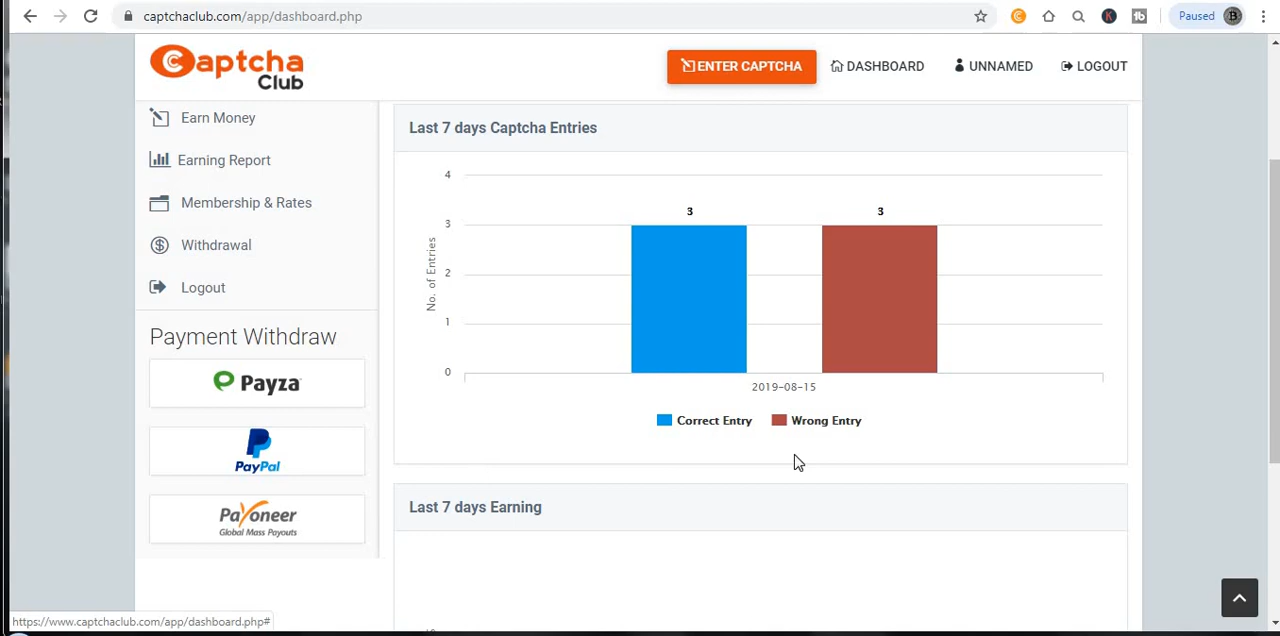 captchaclub.com/app/dashboard.php
Paused
Captcha
Club
ENTER CAPTCHA
DASHBOARD
UNNAMED
LOGOUT
Earn Money
Earning Report
Membership & Rates
Withdrawal
Logout
Payment Withdraw
Payza
PayPal
Payoneer
Global Mass Payouts
Last 7 days Captcha Entries
4
3
2
1
0
No. of Entries
3
3
2019-08-15
Correct Entry
Wrong Entry
Last 7 days Earning
https://www.captchaclub.com/app/dashboard.php#